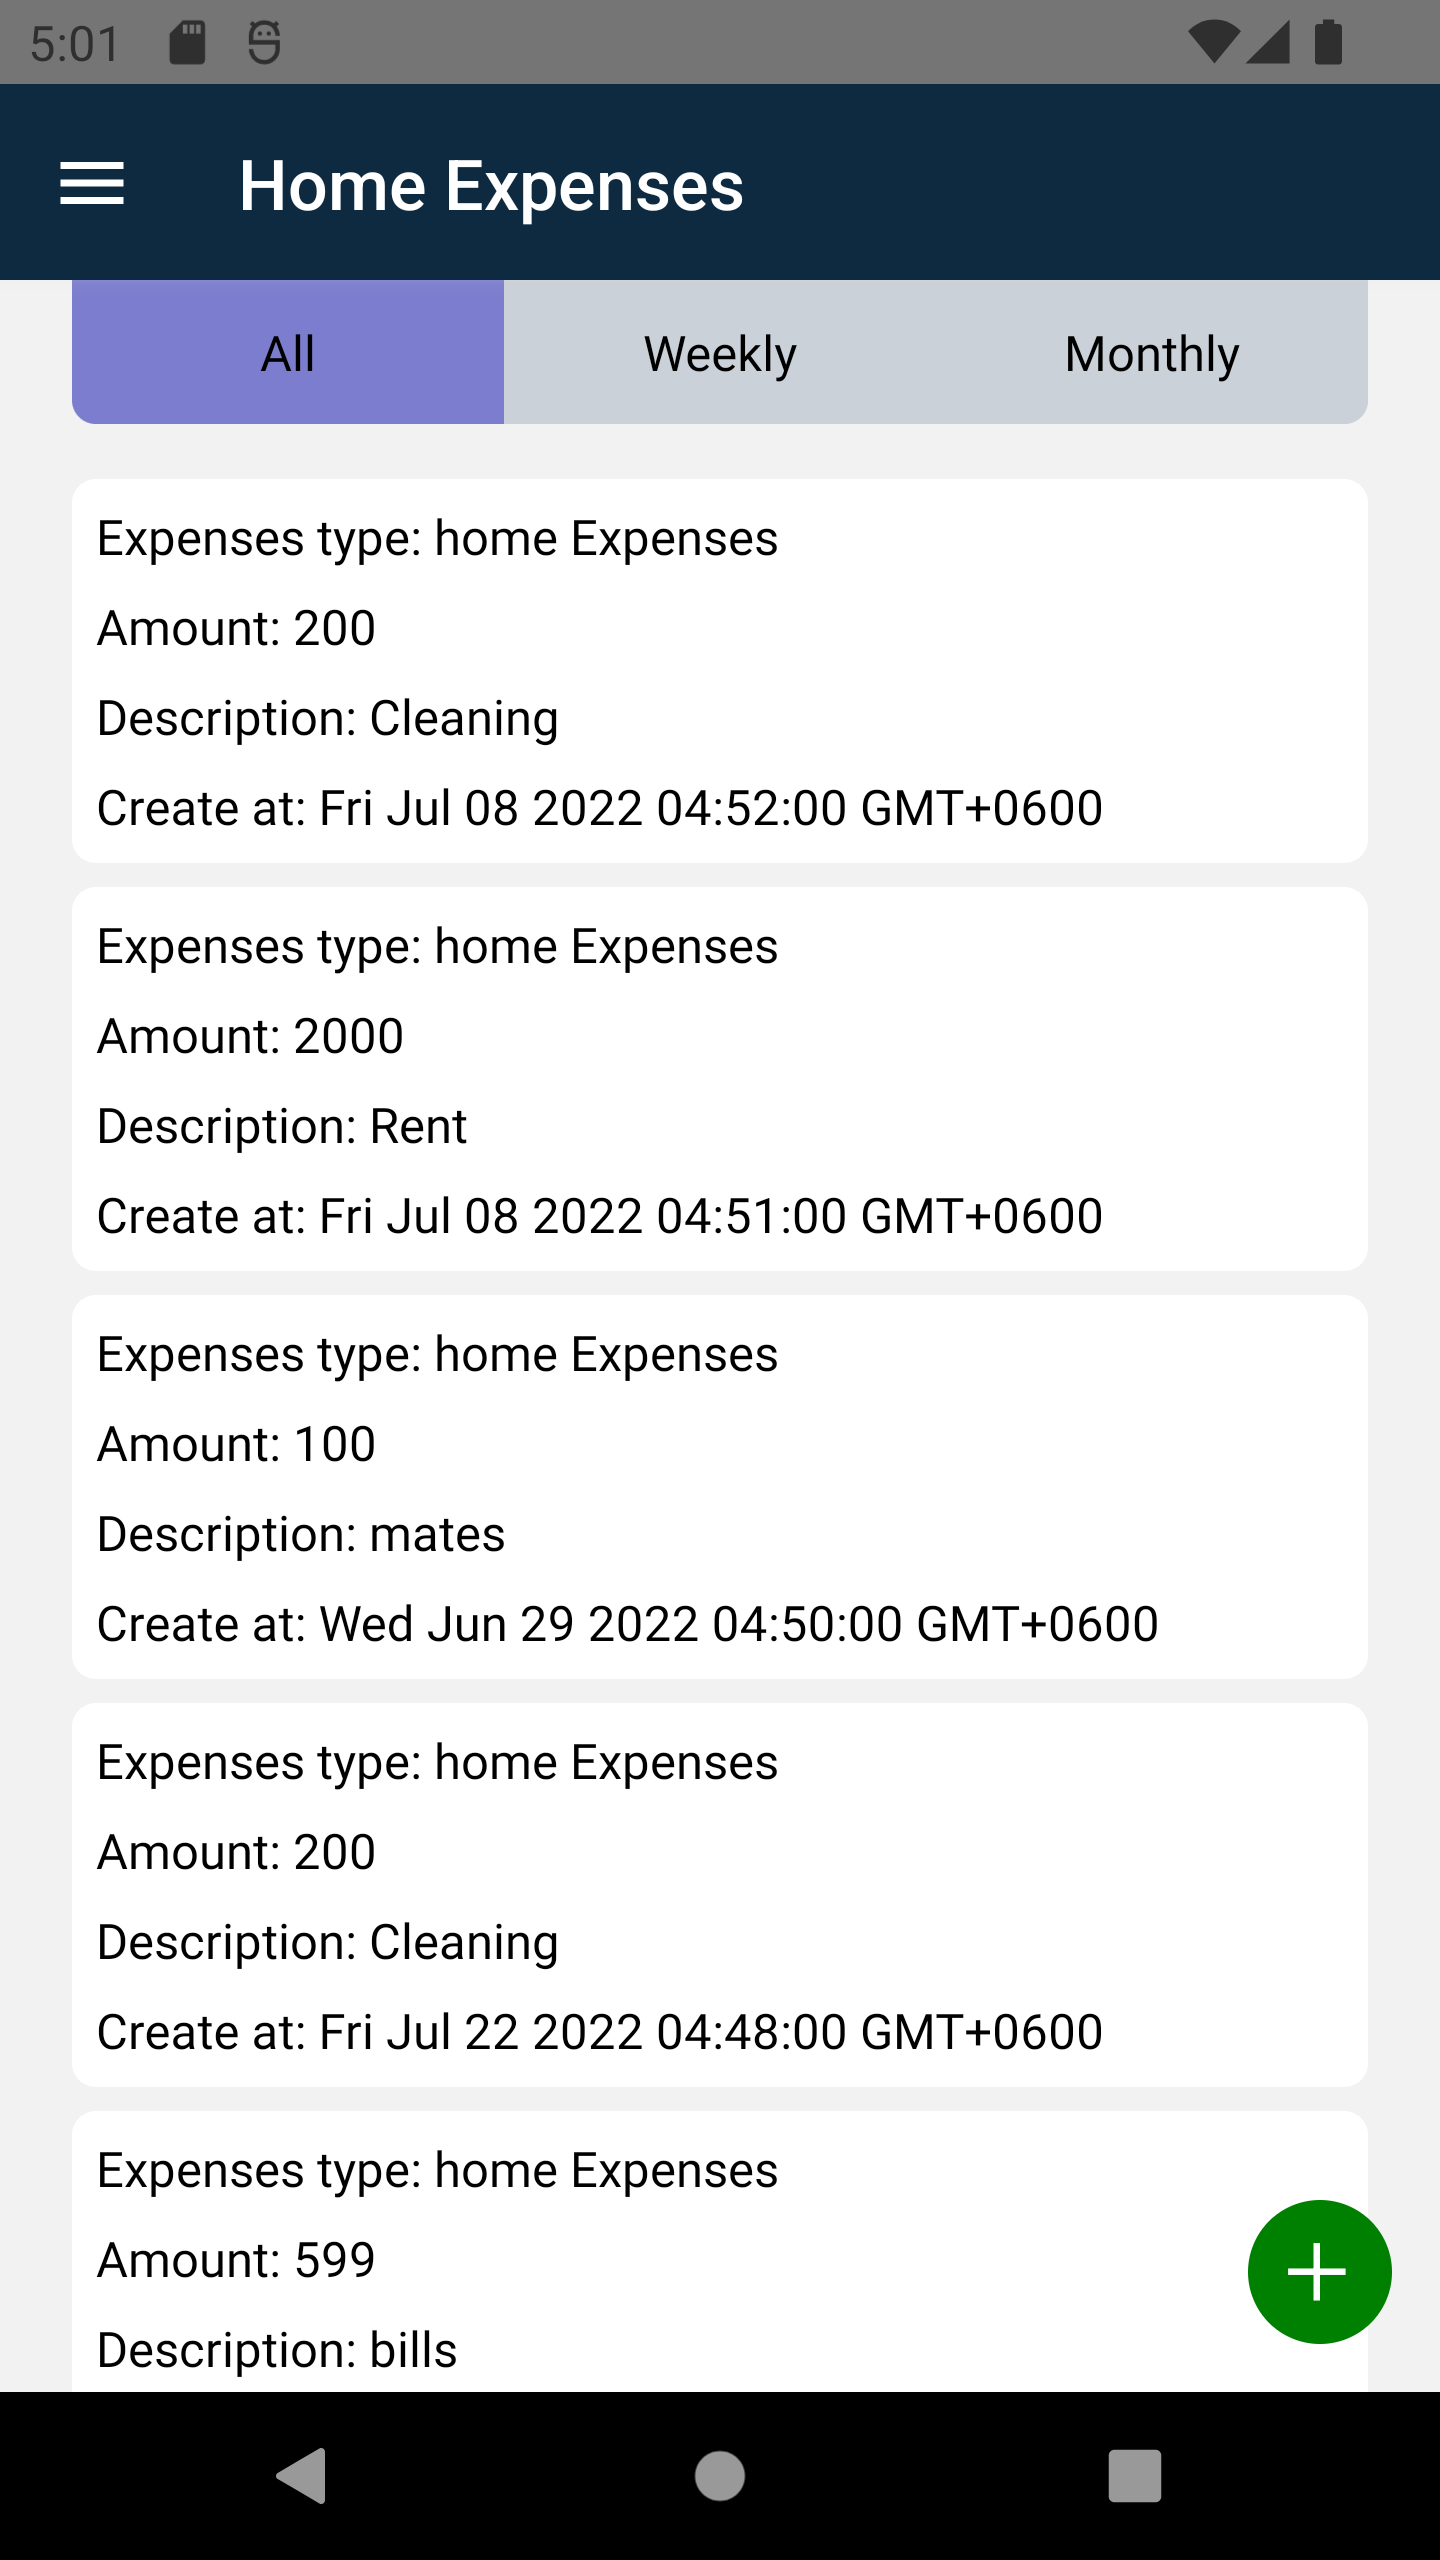 5:01
Home Expenses
All Weekly Monthly
Expenses type: home Expenses
Amount: 200
Description: Cleaning
Create at: Fri Jul 08 2022 04:52:00 GMT+0600
Expenses type: home Expenses
Amount: 2000
Description: Rent
Create at: Fri Jul 08 2022 04:51:00 GMT+0600
Expenses type: home Expenses
Amount: 100
Description: mates
Create at: Wed Jun 29 2022 04:50:00 GMT+0600
Expenses type: home Expenses
Amount: 200
Description: Cleaning
Create at: Fri Jul 22 2022 04:48:00 GMT+0600
Expenses type: home Expenses
Amount: 599
Description: bills